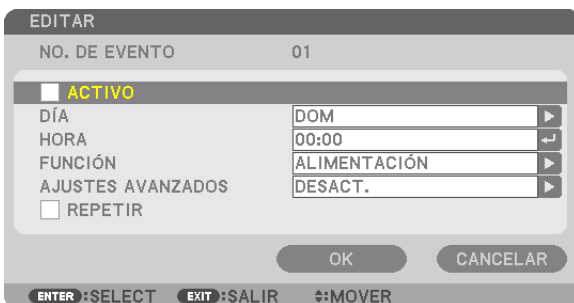 EDITAR
NO. DE EVENTO 01
ACTIVO
DÍA DOM
HORA 00:00
FUNCIÓN ALIMENTACIÓN
AJUSTES AVANZADOS DESACT.
REPETIR
OK CANCELAR
ENTER :SELECT EXIT :SALIR :MOVER